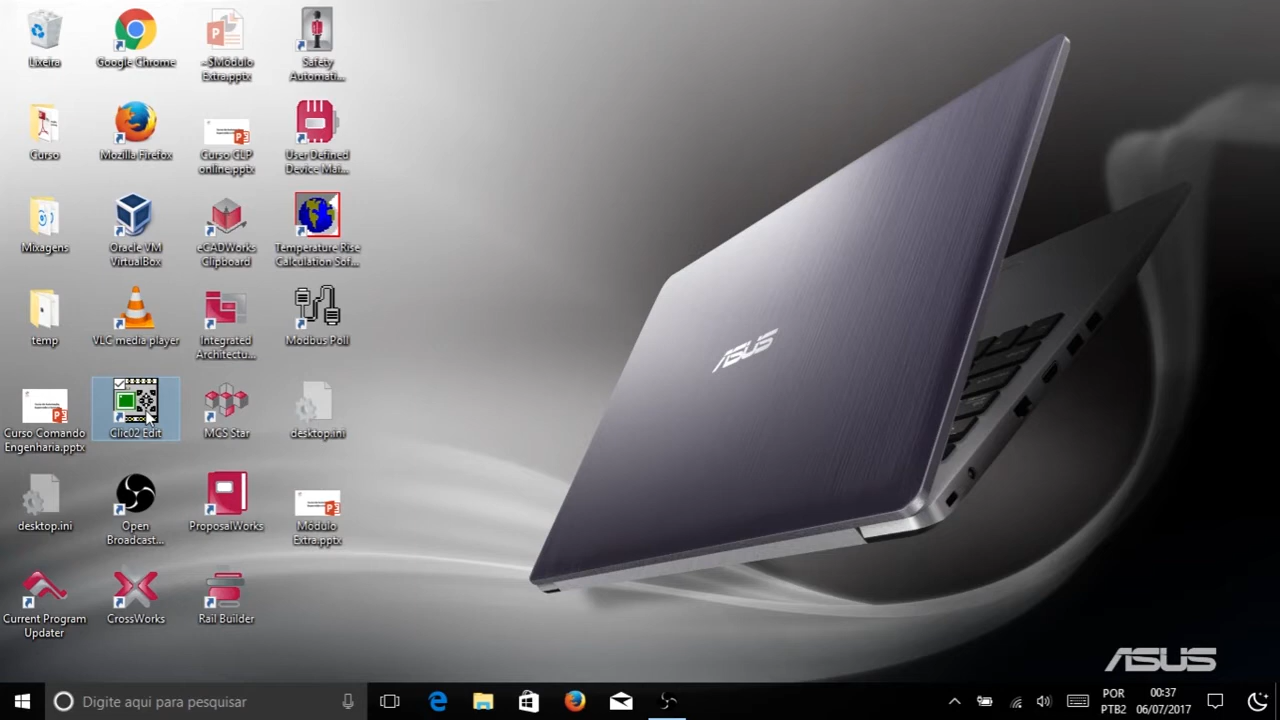 Lixeira
Google Chrome
~$Módulo
Extra.pptx
Safety
Automati...
Curso
Mozilla Firefox
Curso CLP
online.pptx
User Defined
Device Mai...
Mixagens
Oracle VM
VirtualBox
eCADWorks
Clipboard
Temperature Rise
Calculation Sof...
temp
VLC media player
Integrated
Architectu...
Modbus Poll
Curso Comando
Engenharia.pptx
Clic02 Edit
MCS Star
desktop.ini
desktop.ini
Open
Broadcast...
ProposalWorks
Módulo
Extra.pptx
Current Program
Updater
CrossWorks
Rail Builder
ASUS
ASUS
Digite aqui para pesquisar
POR
PTB2
00:37
06/07/2017